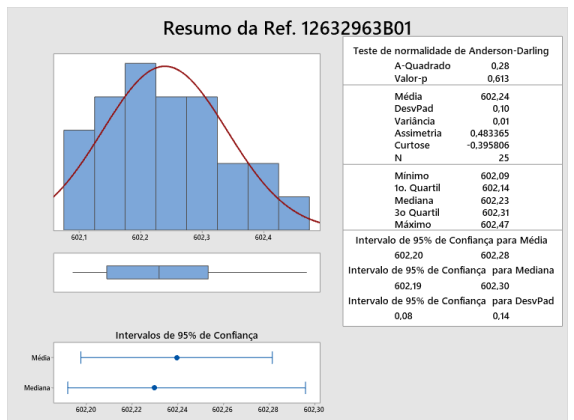 Resumo da Ref. 12632963B01
602,1 602,2 602,3 602,4
Teste de normalidade de Anderson-Darling
A-Quadrado 0,28
Valor-p 0,613
Média 602,24
DesvPad 0,10
Variância 0,01
Assimetria 0,483365
Curtose -0,395806
N 25
Mínimo 602,09
1o. Quartil 602,14
Mediana 602,23
3o Quartil 602,31
Máximo 602,47
Intervalo de 95% de Confiança para Média
602,20 602,28
Intervalo de 95% de Confiança para Mediana
602,19 602,30
Intervalo de 95% de Confiança para DesvPad
0,08 0,14
Intervalos de 95% de Confiança
Média
Mediana
602,20 602,22 602,24 602,26 602,28 602,30